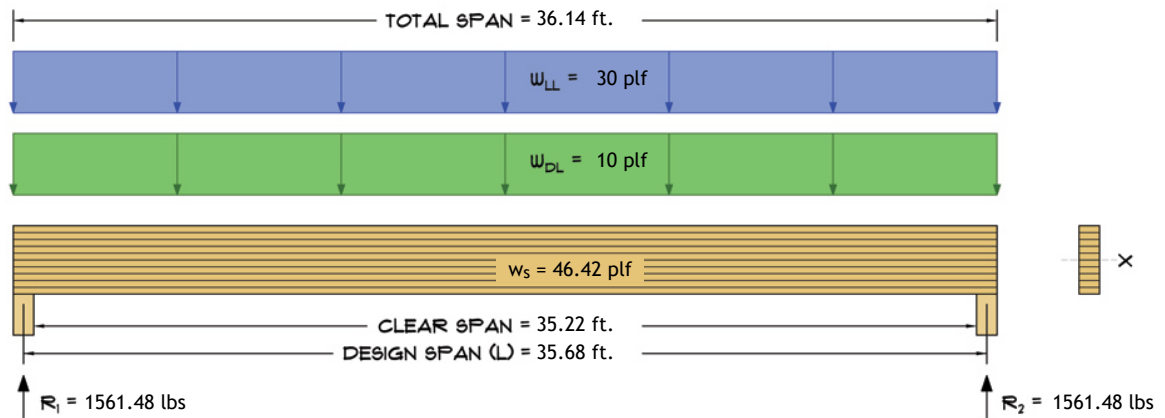 TOTAL SPAN = 36.14 ft.
wLL = 30 plf
wDL = 10 plf
ws = 46.42 plf
X
CLEAR SPAN = 35.22 ft.
DESIGN SPAN (L) = 35.68 ft.
R1 = 1561.48 lbs
R2 = 1561.48 lbs